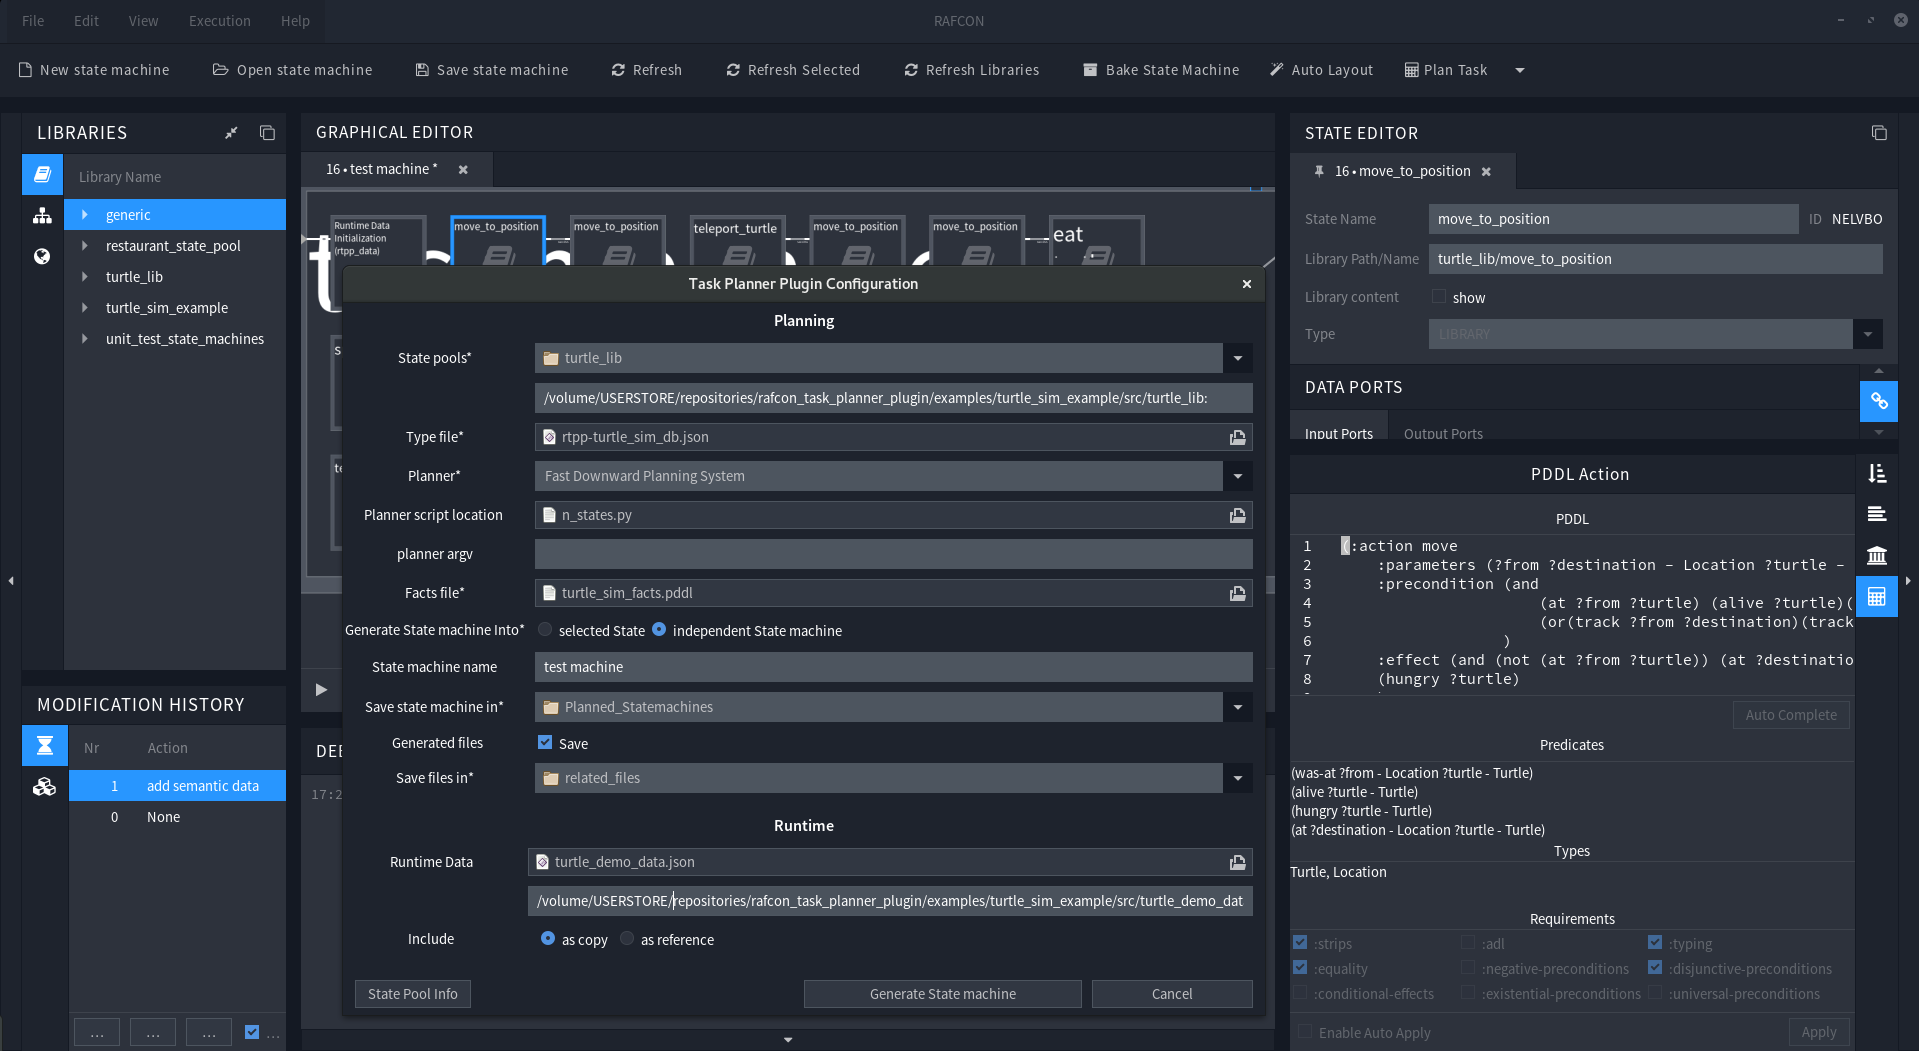 File Edit View Execution Help RAFCON
New state machine Open state machine Save state machine Refresh Refresh Selected Refresh Libraries Bake State Machine Auto Layout Plan Task
LIBRARIES
Library Name
generic
restaurant_state_pool
turtle_lib
turtle_sim_example
unit_test_state_machines
MODIFICATION HISTORY
Nr Action
1 add semantic data
0 None
... ... ... ...
GRAPHICAL EDITOR
16 • test machine *
Runtime Data
Initialization
(rtpp_data)
move_to_position
move_to_position
teleport_turtle
move_to_position
move_to_position
eat
Task Planner Plugin Configuration
Planning
State pools* turtle_lib
/volume/USERSTORE/repositories/rafcon_task_planner_plugin/examples/turtle_sim_example/src/turtle_lib:
Type file* rtpp-turtle_sim_db.json
Planner* Fast Downward Planning System
Planner script location n_states.py
planner argv
Facts file* turtle_sim_facts.pddl
Generate State machine Into* selected State independent State machine
State machine name test machine
Save state machine in* Planned_Statemachines
Generated files Save
Save files in* related_files
Runtime
Runtime Data turtle_demo_data.json
/volume/USERSTORE/repositories/rafcon_task_planner_plugin/examples/turtle_sim_example/src/turtle_demo_dat
Include as copy as reference
State Pool Info Generate State machine Cancel
DEB
17:2
STATE EDITOR
16 • move_to_position
State Name move_to_position ID NELVBO
Library Path/Name turtle_lib/move_to_position
Library content show
Type LIBRARY
DATA PORTS
Input Ports Output Ports
PDDL Action
PDDL
1 (:action move
2 :parameters (?from ?destination - Location ?turtle -
3 :precondition (and
4 (at ?from ?turtle) (alive ?turtle)(
5 (or(track ?from ?destination)(track
6 )
7 :effect (and (not (at ?from ?turtle)) (at ?destinatio
8 (hungry ?turtle)
Auto Complete
Predicates
(was-at ?from - Location ?turtle - Turtle)
(alive ?turtle - Turtle)
(hungry ?turtle - Turtle)
(at ?destination - Location ?turtle - Turtle)
Types
Turtle, Location
Requirements
:strips :adl :typing
:equality :negative-preconditions :disjunctive-preconditions
:conditional-effects :existential-preconditions :universal-preconditions
Enable Auto Apply Apply